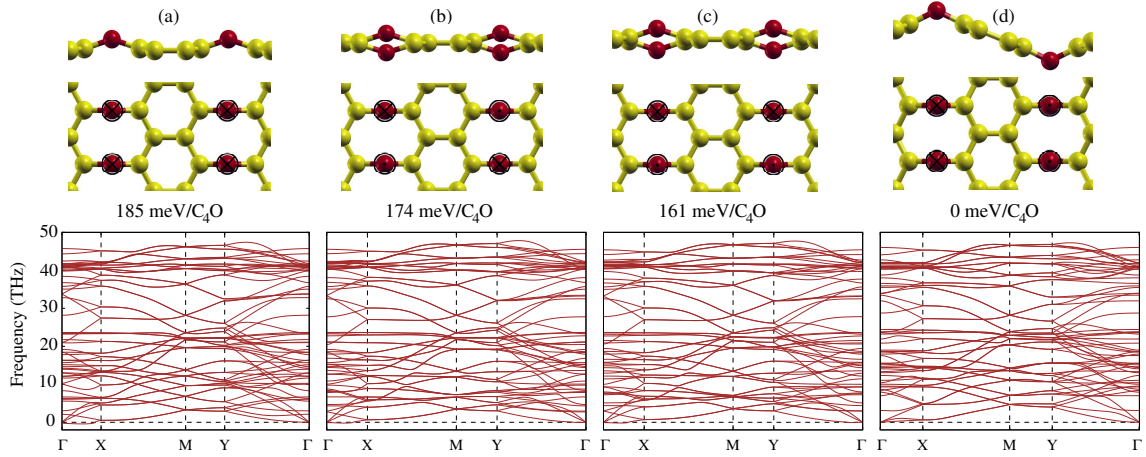 (a) (b) (c) (d)
185 meV/C₄O 174 meV/C₄O 161 meV/C₄O 0 meV/C₄O
50
40
30
20
10
0
Frequency (THz)
Γ X M Y Γ Γ X M Y Γ Γ X M Y Γ Γ X M Y Γ